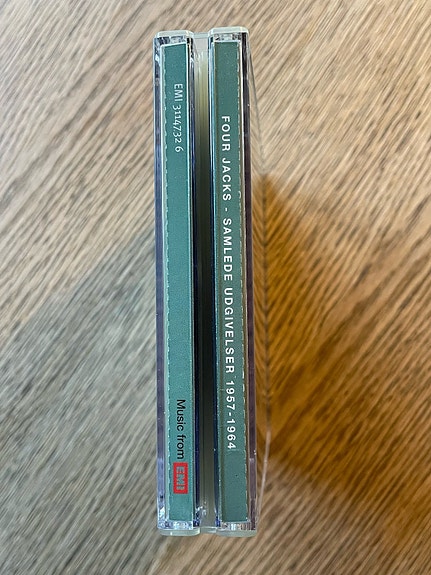 FOUR JACKS - SAMLEDE UDGIVELSER 1957-1964
EMI 3114732 6
Music from EMI